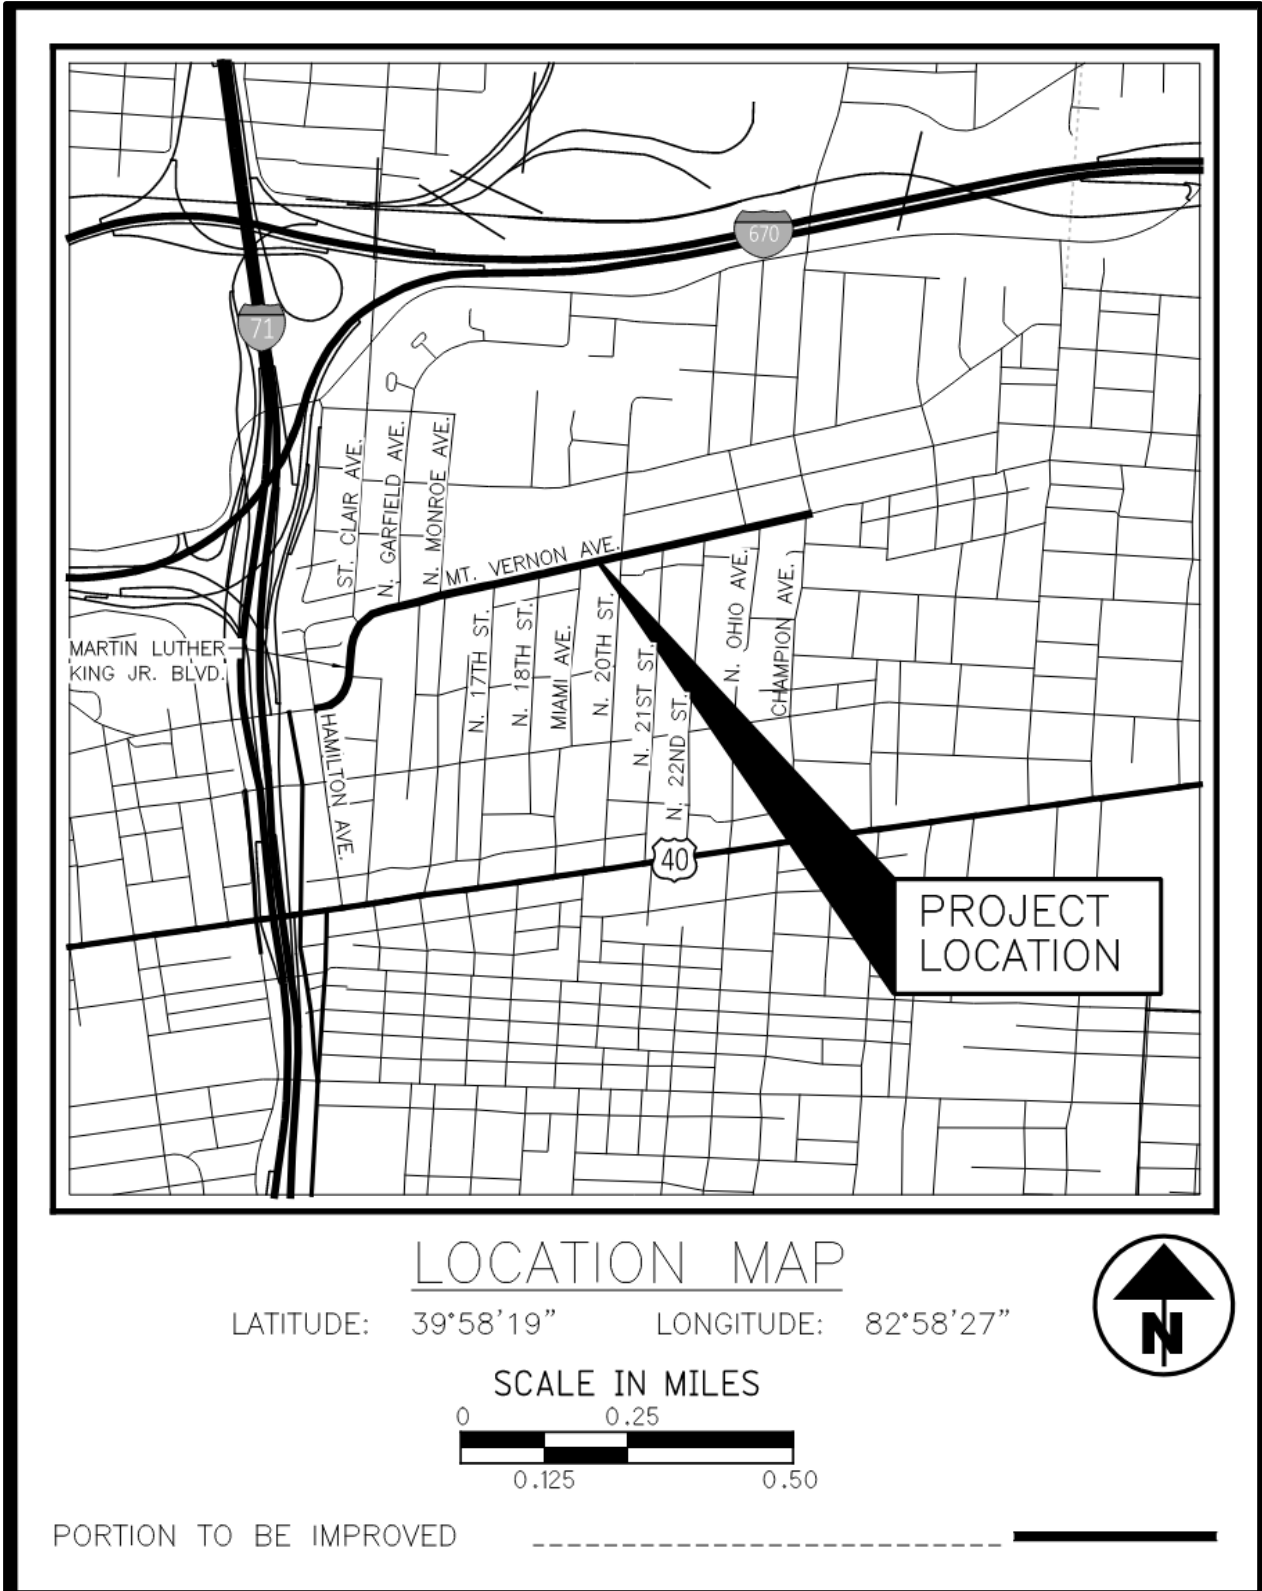 670
71
ST. CLAIR AVE.
N. GARFIELD AVE.
N. MONROE AVE.
MT. VERNON AVE.
MARTIN LUTHER
KING JR. BLVD.
HAMILTON AVE.
N. 17TH ST.
N. 18TH ST.
MIAMI AVE.
N. 20TH ST.
N. 21ST ST.
N. 22ND ST.
N. OHIO AVE.
CHAMPION AVE.
40
PROJECT
LOCATION
LOCATION MAP
LATITUDE: 39°58'19" LONGITUDE: 82°58'27"
N
SCALE IN MILES
0 0.25
0.125 0.50
PORTION TO BE IMPROVED